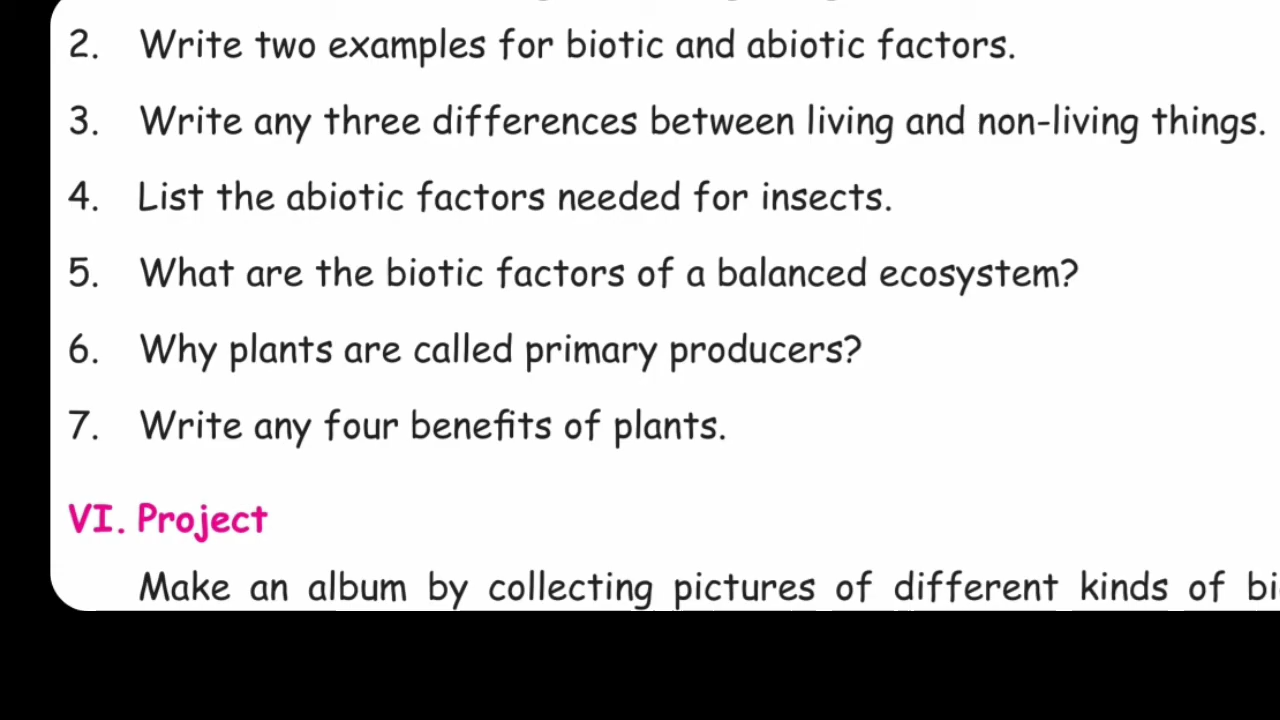 2. Write two examples for biotic and abiotic factors.
3. Write any three differences between living and non-living things.
4. List the abiotic factors needed for insects.
5. What are the biotic factors of a balanced ecosystem?
6. Why plants are called primary producers?
7. Write any four benefits of plants.
VI. Project
Make an album by collecting pictures of different kinds of